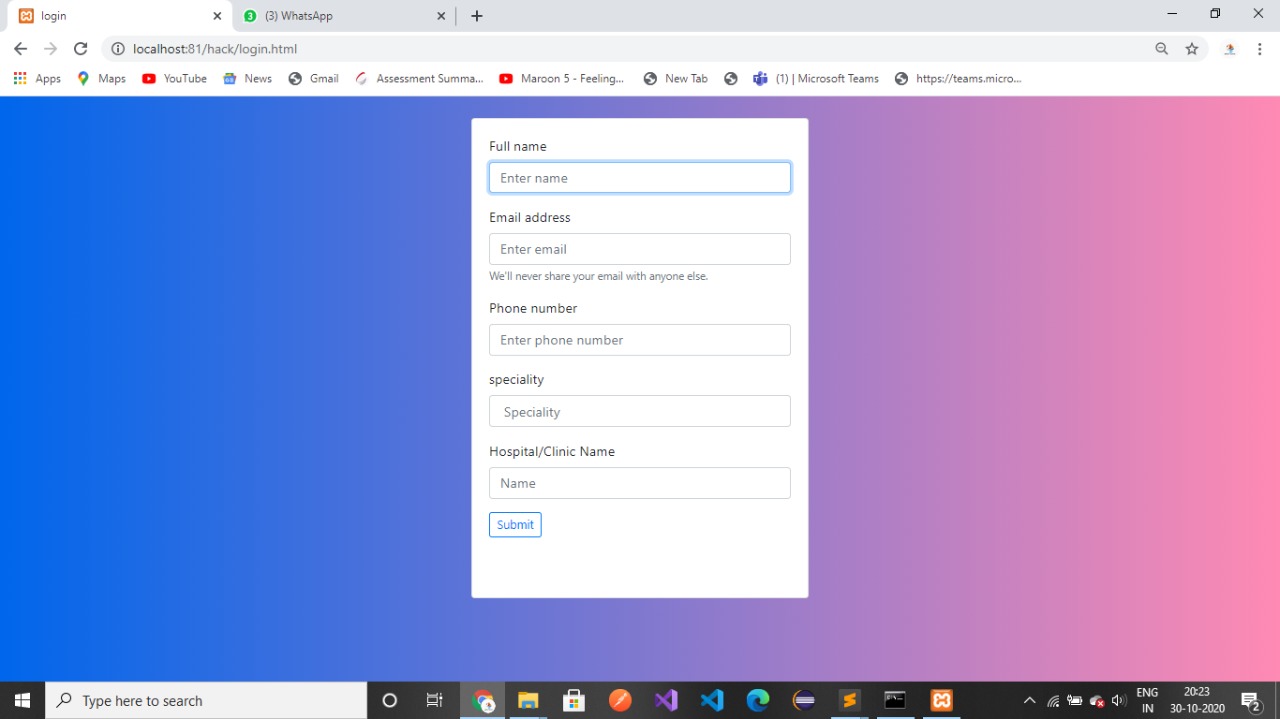 login
3
(3) WhatsApp
localhost:81/hack/login.html
Apps Maps YouTube News Gmail Assessment Summa... Maroon 5 - Feeling... New Tab (1) | Microsoft Teams https://teams.micro...
Full name
Enter name
Email address
Enter email
We'll never share your email with anyone else.
Phone number
Enter phone number
speciality
Speciality
Hospital/Clinic Name
Name
Submit
Type here to search
ENG
IN
20:23
30-10-2020
2